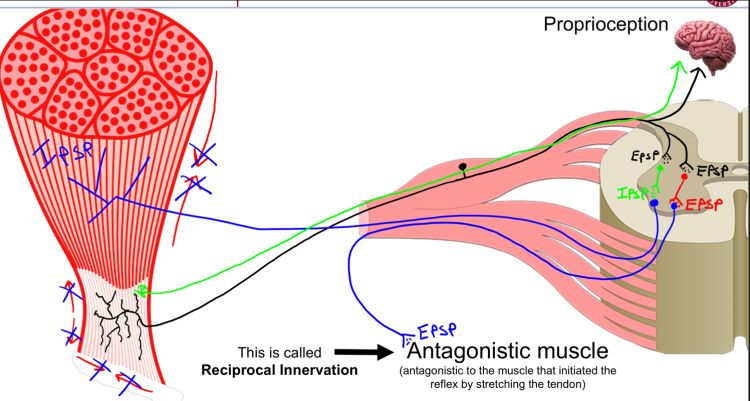 Proprioception
IPSP
EPSP
EPSP
IPSP
EPSP
EPSP
This is called
Reciprocal Innervation
Antagonistic muscle
(antagonistic to the muscle that initiated the
reflex by stretching the tendon)